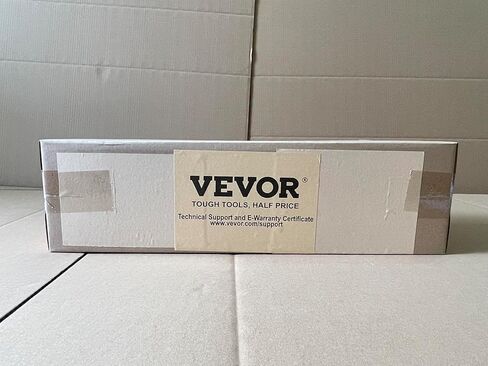 VEVOR®
TOUGH TOOLS, HALF PRICE
Technical Support and E-Warranty Certificate
www.vevor.com/support